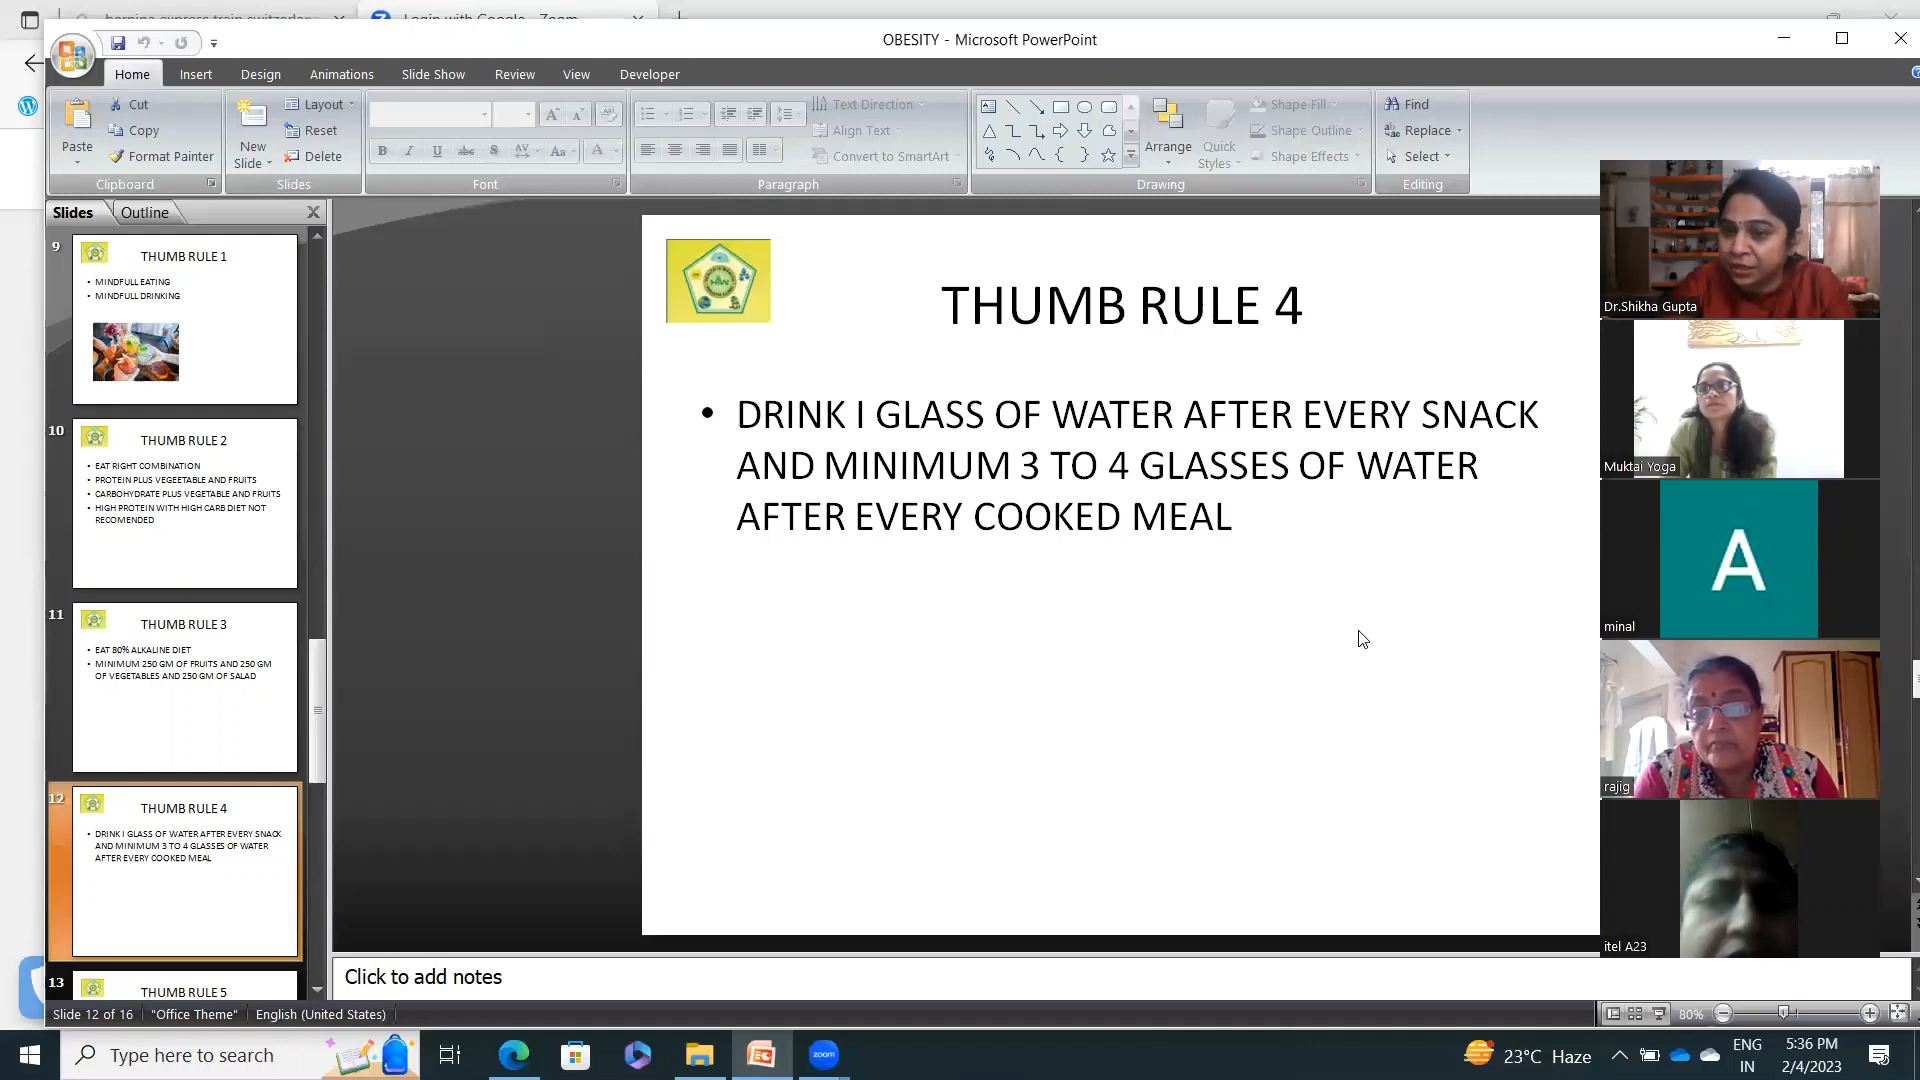 Login with Google - Zoom
OBESITY - Microsoft PowerPoint
Home Insert Design Animations Slide Show Review View Developer
Cut
Copy
Format Painter
Paste
Clipboard
New
Slide
Layout
Reset
Delete
Slides
Font
Text Direction
Align Text
Convert to SmartArt
Paragraph
Arrange
Quick
Styles
Shape Fill
Shape Outline
Shape Effects
Drawing
Find
Replace
Select
Editing
Slides Outline
9
THUMB RULE 1
• MINDFULL EATING
• MINDFULL DRINKING
10
THUMB RULE 2
• EAT RIGHT COMBINATION
• PROTEIN PLUS VEGEETABLE AND FRUITS
• CARBOHYDRATE PLUS VEGETABLE AND FRUITS
• HIGH PROTEIN WITH HIGH CARB DIET NOT
RECOMENDED
11
THUMB RULE 3
• EAT 80% ALKALINE DIET
• MINIMUM 250 GM OF FRUITS AND 250 GM
OF VEGETABLES AND 250 GM OF SALAD
12
THUMB RULE 4
• DRINK I GLASS OF WATER AFTER EVERY SNACK
AND MINIMUM 3 TO 4 GLASSES OF WATER
AFTER EVERY COOKED MEAL
13
THUMB RULE 5
HTW
THUMB RULE 4
• DRINK I GLASS OF WATER AFTER EVERY SNACK
AND MINIMUM 3 TO 4 GLASSES OF WATER
AFTER EVERY COOKED MEAL
Dr.Shikha Gupta
Muktai Yoga
A
minal
rajig
itel A23
Click to add notes
Slide 12 of 16 "Office Theme" English (United States)
80%
Type here to search
zoom
23°C Haze
ENG
IN
5:36 PM
2/4/2023